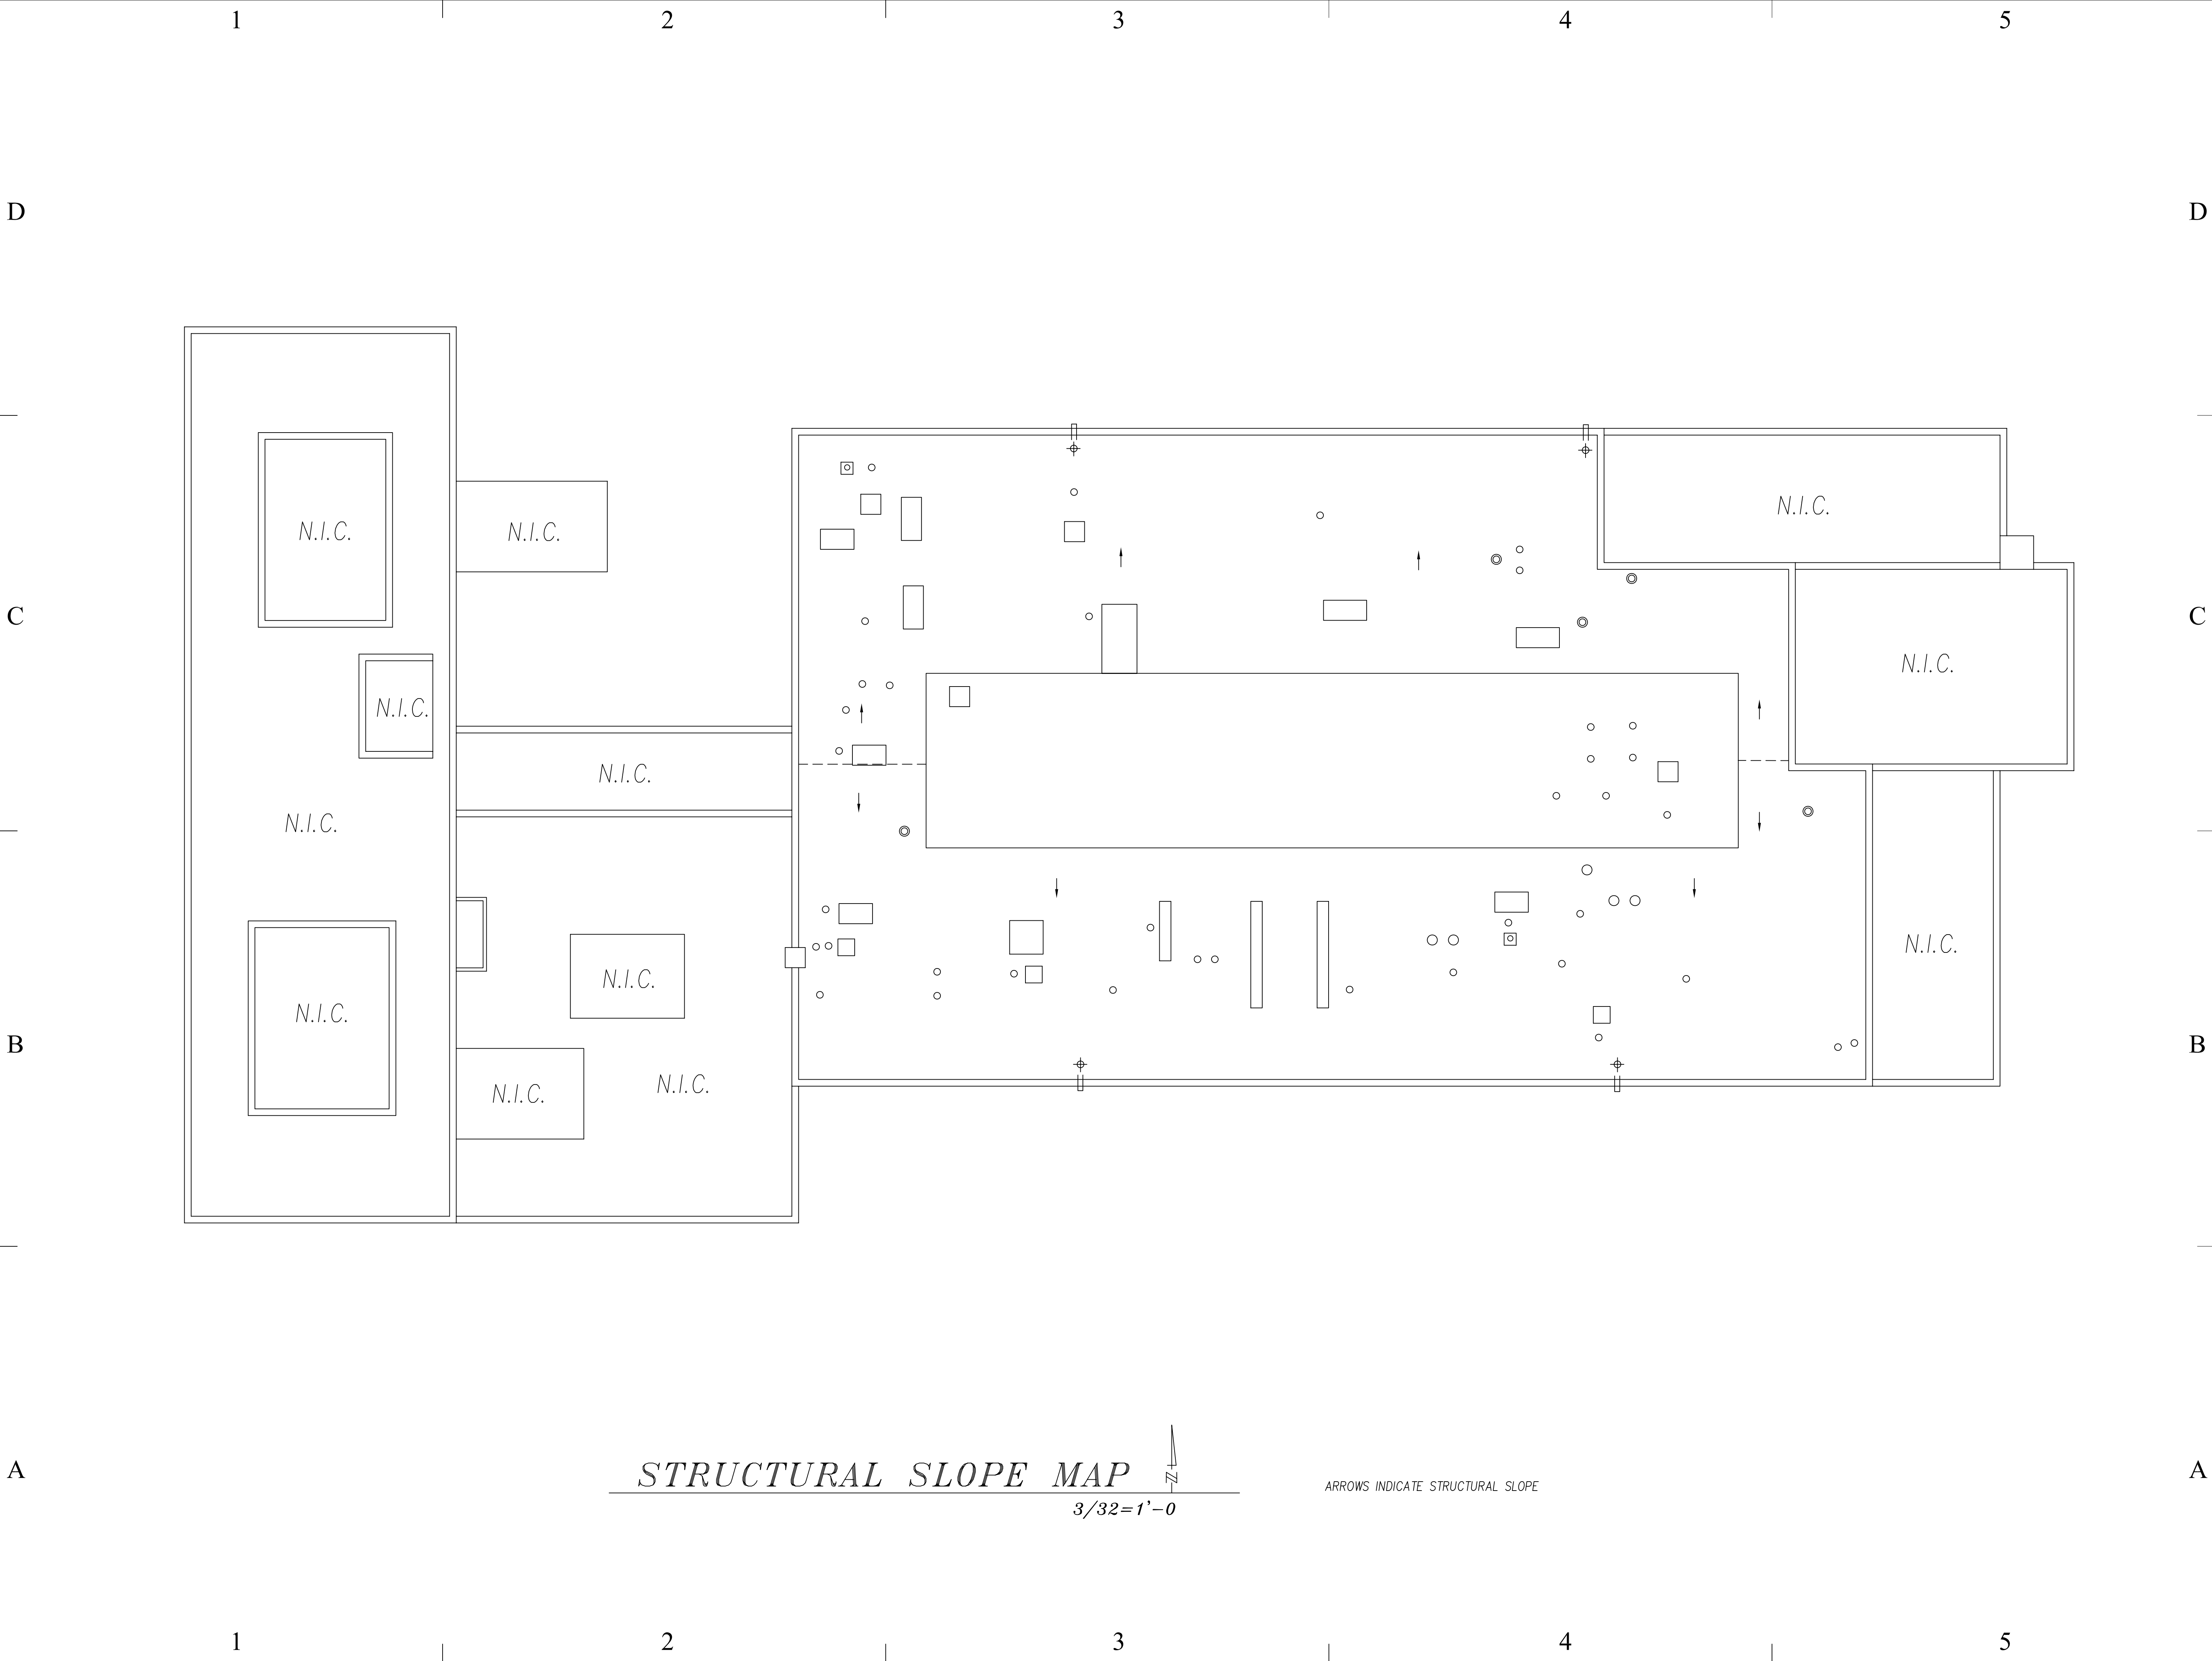 1 2 3 4 5
D D
N.I.C. N.I.C. N.I.C.
C C
N.I.C.
N.I.C.
N.I.C.
N.I.C.
N.I.C.
N.I.C.
N.I.C.
B B
N.I.C. N.I.C.
STRUCTURAL SLOPE MAP N
A A
ARROWS INDICATE STRUCTURAL SLOPE
3/32=1'-0
1 2 3 4 5